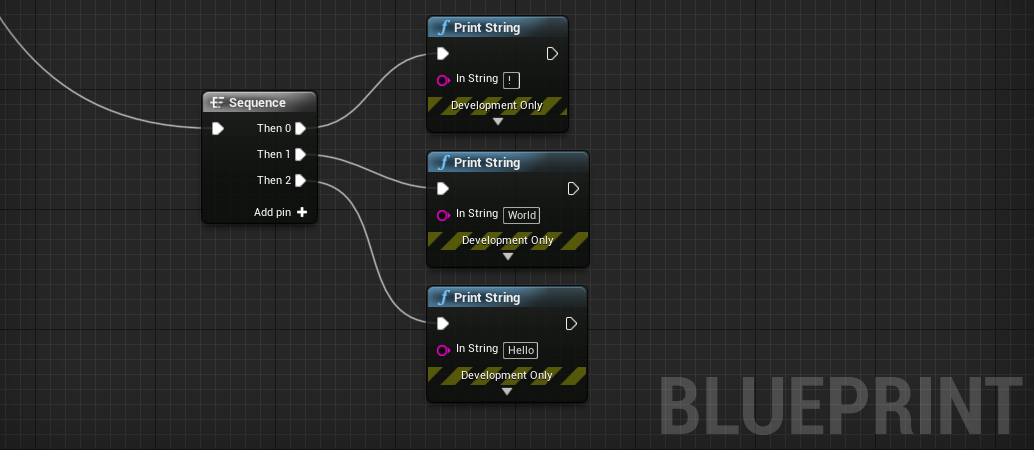 Print String
In String !
Development Only
Sequence
Then 0
Then 1
Then 2
Add pin
Print String
In String World
Development Only
Print String
In String Hello
Development Only
BLUEPRINT